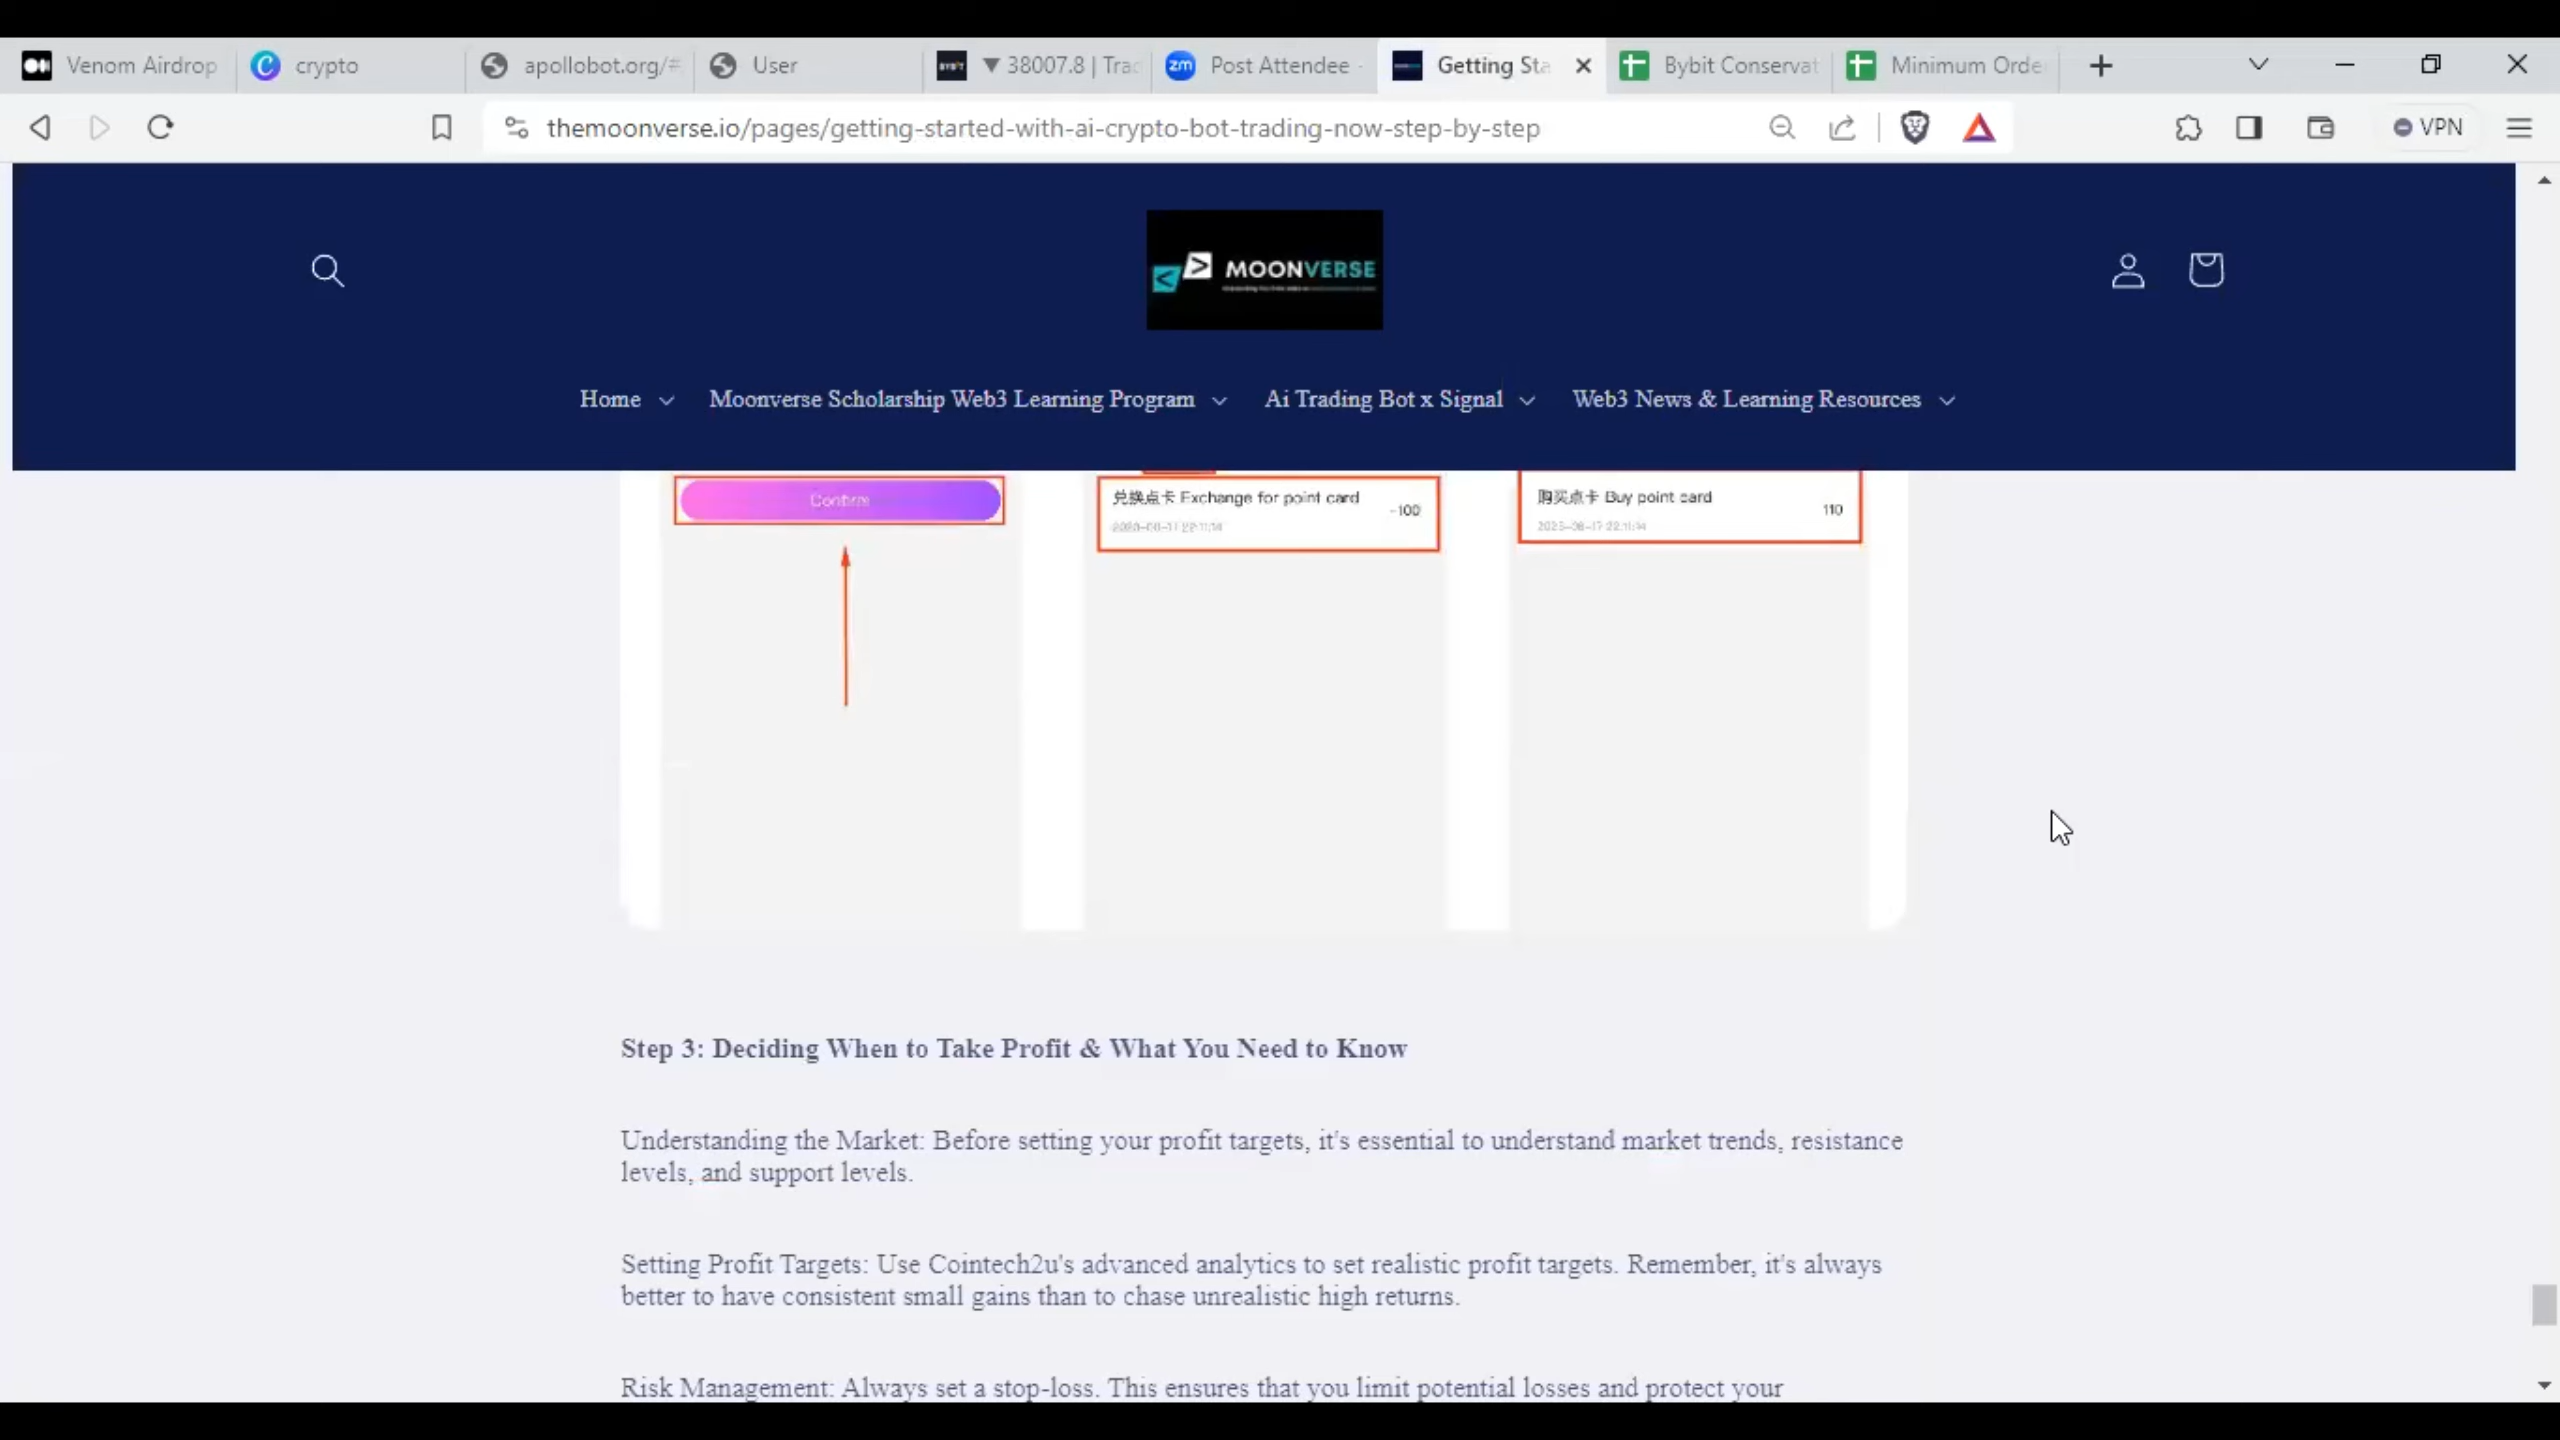 Venom Airdrop
crypto
apollobot.org/#
User
▼ 38007.8 | Trac
Post Attendee -
Getting Sta
Bybit Conservat
Minimum Orde
themoonverse.io/pages/getting-started-with-ai-crypto-bot-trading-now-step-by-step
VPN
MOONVERSE
Home
Moonverse Scholarship Web3 Learning Program
Ai Trading Bot x Signal
Web3 News & Learning Resources
Confirm
兑换点卡 Exchange for point card
-100
购买点卡 Buy point card
110
2023-08-17 22:11:14
Step 3: Deciding When to Take Profit & What You Need to Know
Understanding the Market: Before setting your profit targets, it's essential to understand market trends, resistance
levels, and support levels.
Setting Profit Targets: Use Cointech2u's advanced analytics to set realistic profit targets. Remember, it's always
better to have consistent small gains than to chase unrealistic high returns.
Risk Management: Always set a stop-loss. This ensures that you limit potential losses and protect your